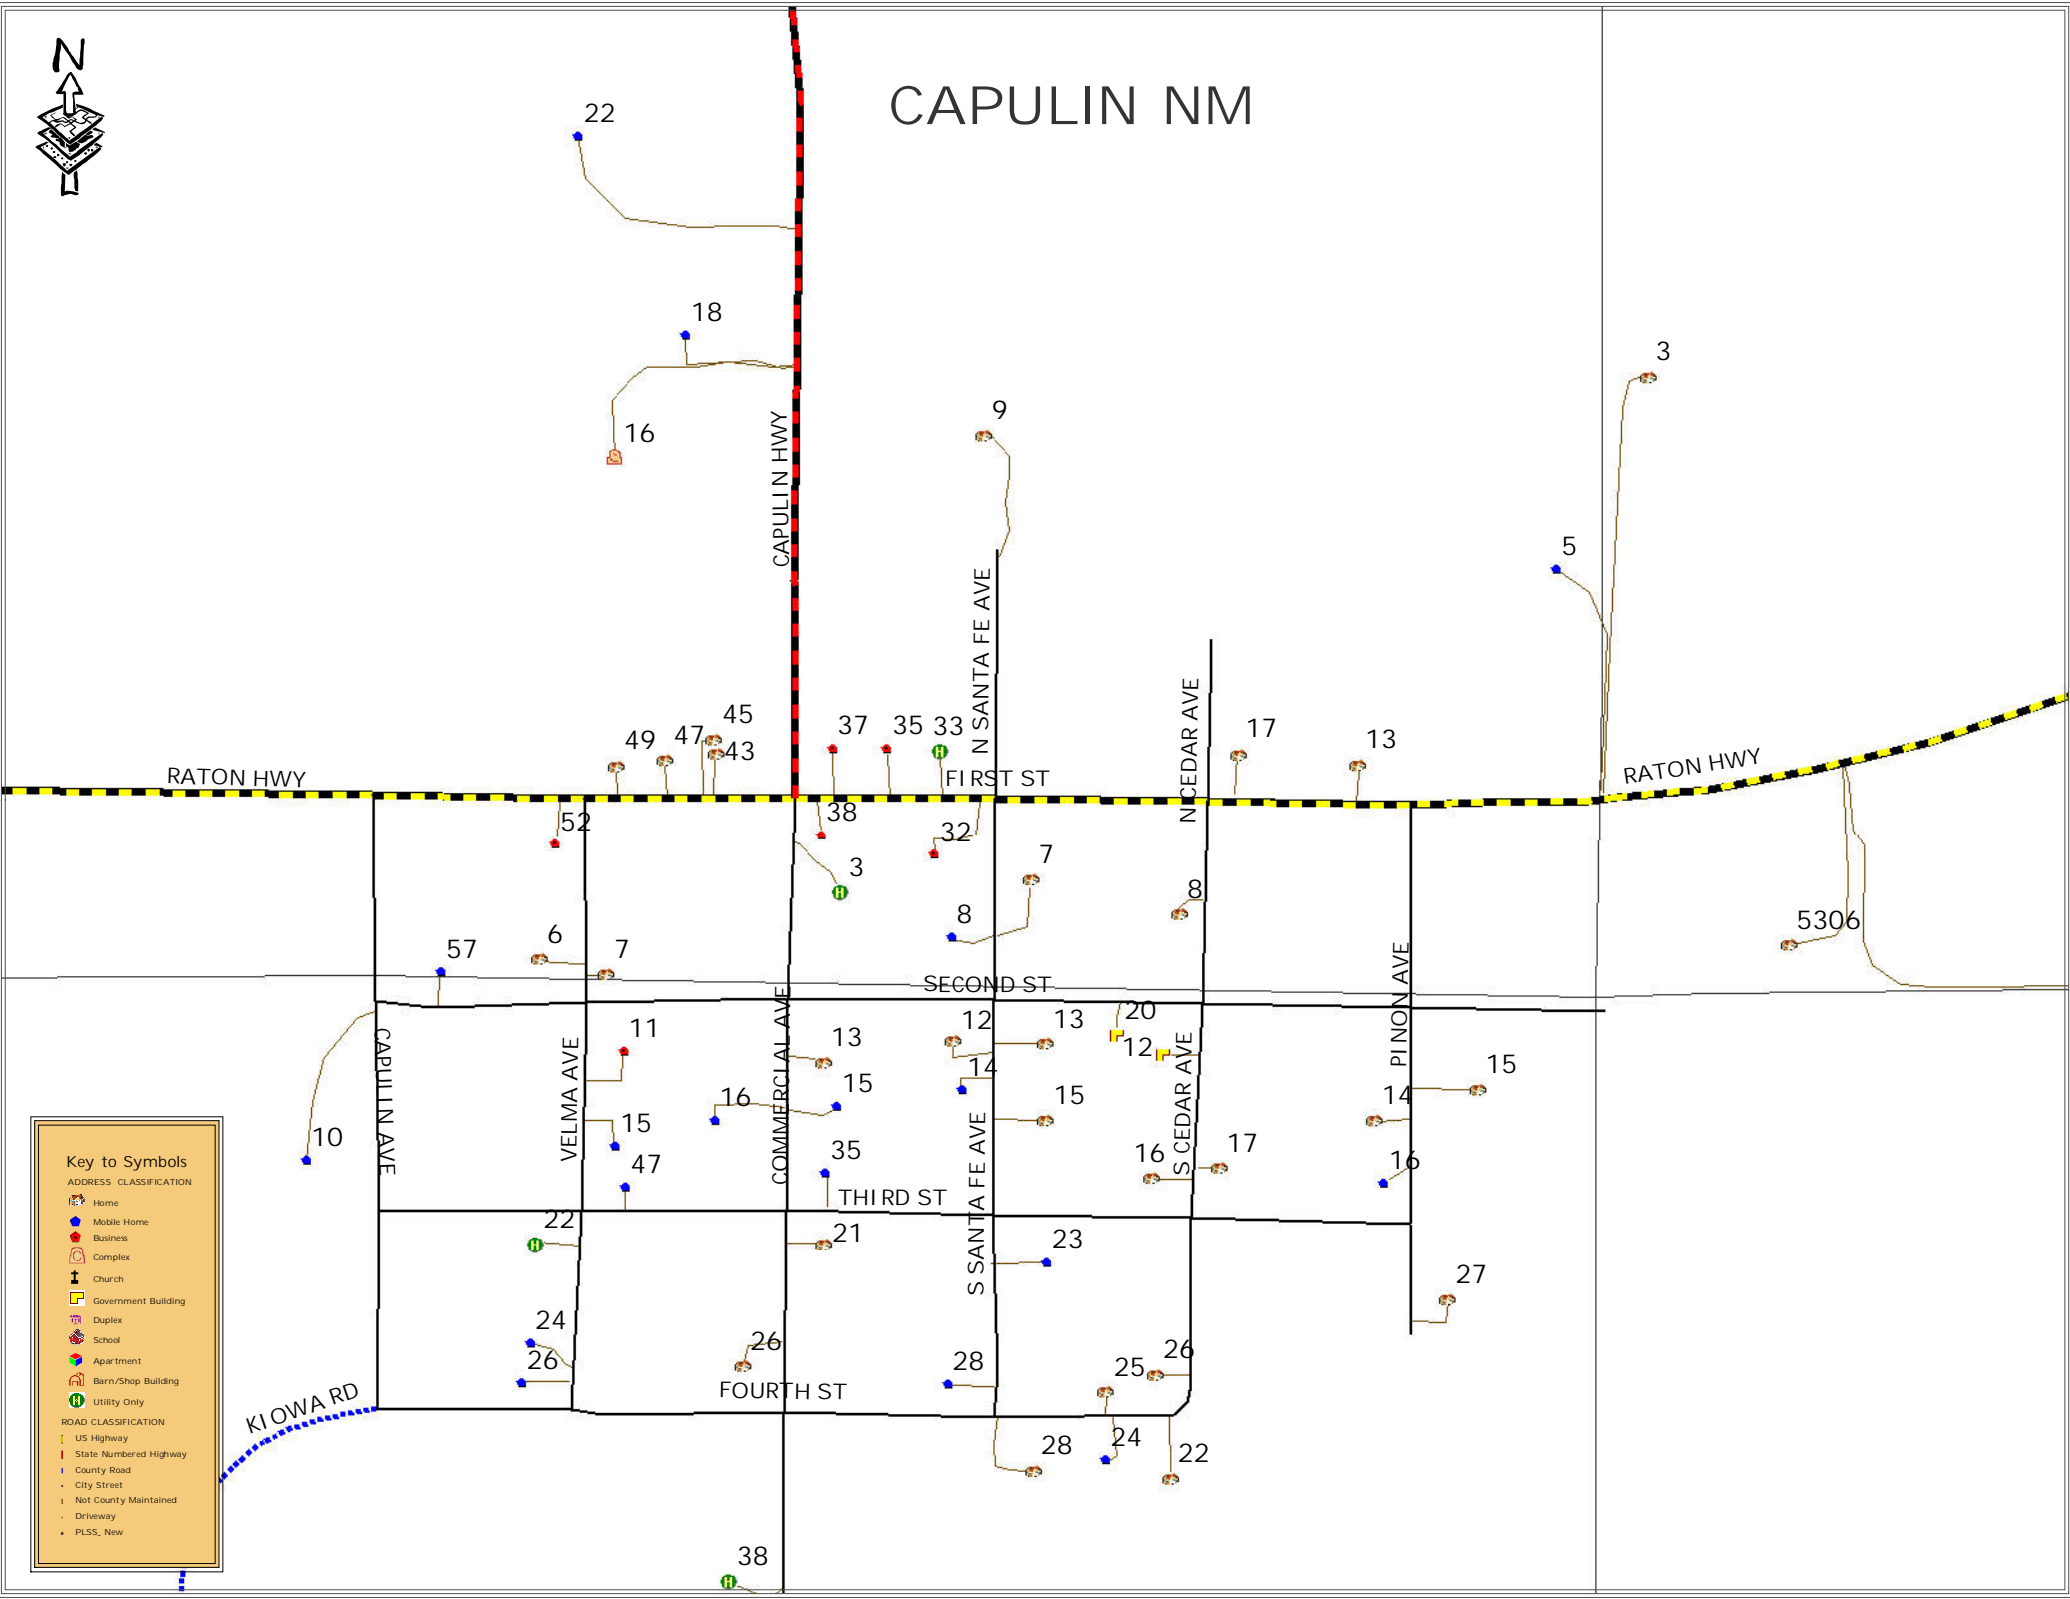 N
CAPULIN NM
22
18
3
16
9
CAPULIN HWY
5
N SANTA FE AVE
N CEDAR AVE
45
37
35
33
49
47
43
17
13
RATON HWY
FIRST ST
RATON HWY
52
38
32
3
7
8
8
5306
6
7
57
PINON AVE
SECOND ST
20
11
13
12
13
12
CAPULIN AVE
VELMA AVE
COMMERCIAL AVE
S CEDAR AVE
14
15
16
15
15
14
15
10
35
16
17
16
47
S SANTA FE AVE
THIRD ST
22
21
23
27
24
26
26
28
25
26
FOURTH ST
KIOWA RD
28
24
22
38
Key to Symbols
ADDRESS CLASSIFICATION
Home
Mobile Home
Business
Complex
Church
Government Building
Duplex
School
Apartment
Barn/Shop Building
Utility Only
ROAD CLASSIFICATION
US Highway
State Numbered Highway
County Road
City Street
Not County Maintained
Driveway
PLSS_New